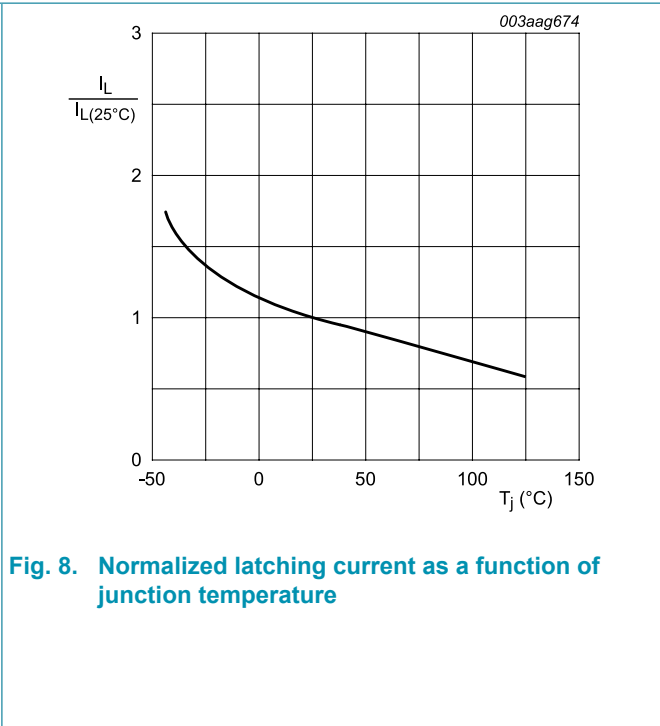 003aag674
3
I_L
I_L(25°C)
2
1
0
-50 0 50 100 150
T_j (°C)
Fig. 8. Normalized latching current as a function of
junction temperature